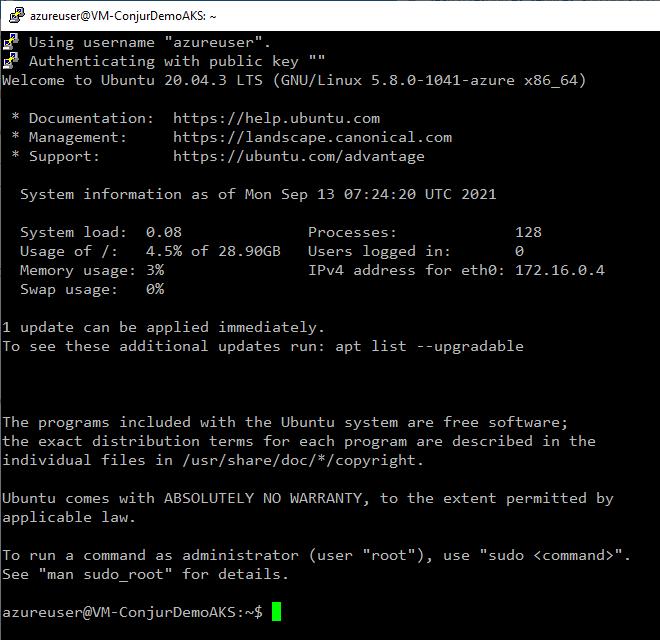 azureuser@VM-ConjurDemoAKS: ~
Using username "azureuser".
Authenticating with public key ""
Welcome to Ubuntu 20.04.3 LTS (GNU/Linux 5.8.0-1041-azure x86_64)
* Documentation:  https://help.ubuntu.com
* Management:     https://landscape.canonical.com
* Support:        https://ubuntu.com/advantage
System information as of Mon Sep 13 07:24:20 UTC 2021
System load:  0.08              Processes:             128
Usage of /:   4.5% of 28.90GB   Users logged in:       0
Memory usage: 3%                IPv4 address for eth0: 172.16.0.4
Swap usage:   0%
1 update can be applied immediately.
To see these additional updates run: apt list --upgradable
The programs included with the Ubuntu system are free software;
the exact distribution terms for each program are described in the
individual files in /usr/share/doc/*/copyright.
Ubuntu comes with ABSOLUTELY NO WARRANTY, to the extent permitted by
applicable law.
To run a command as administrator (user "root"), use "sudo <command>".
See "man sudo_root" for details.
azureuser@VM-ConjurDemoAKS:~$